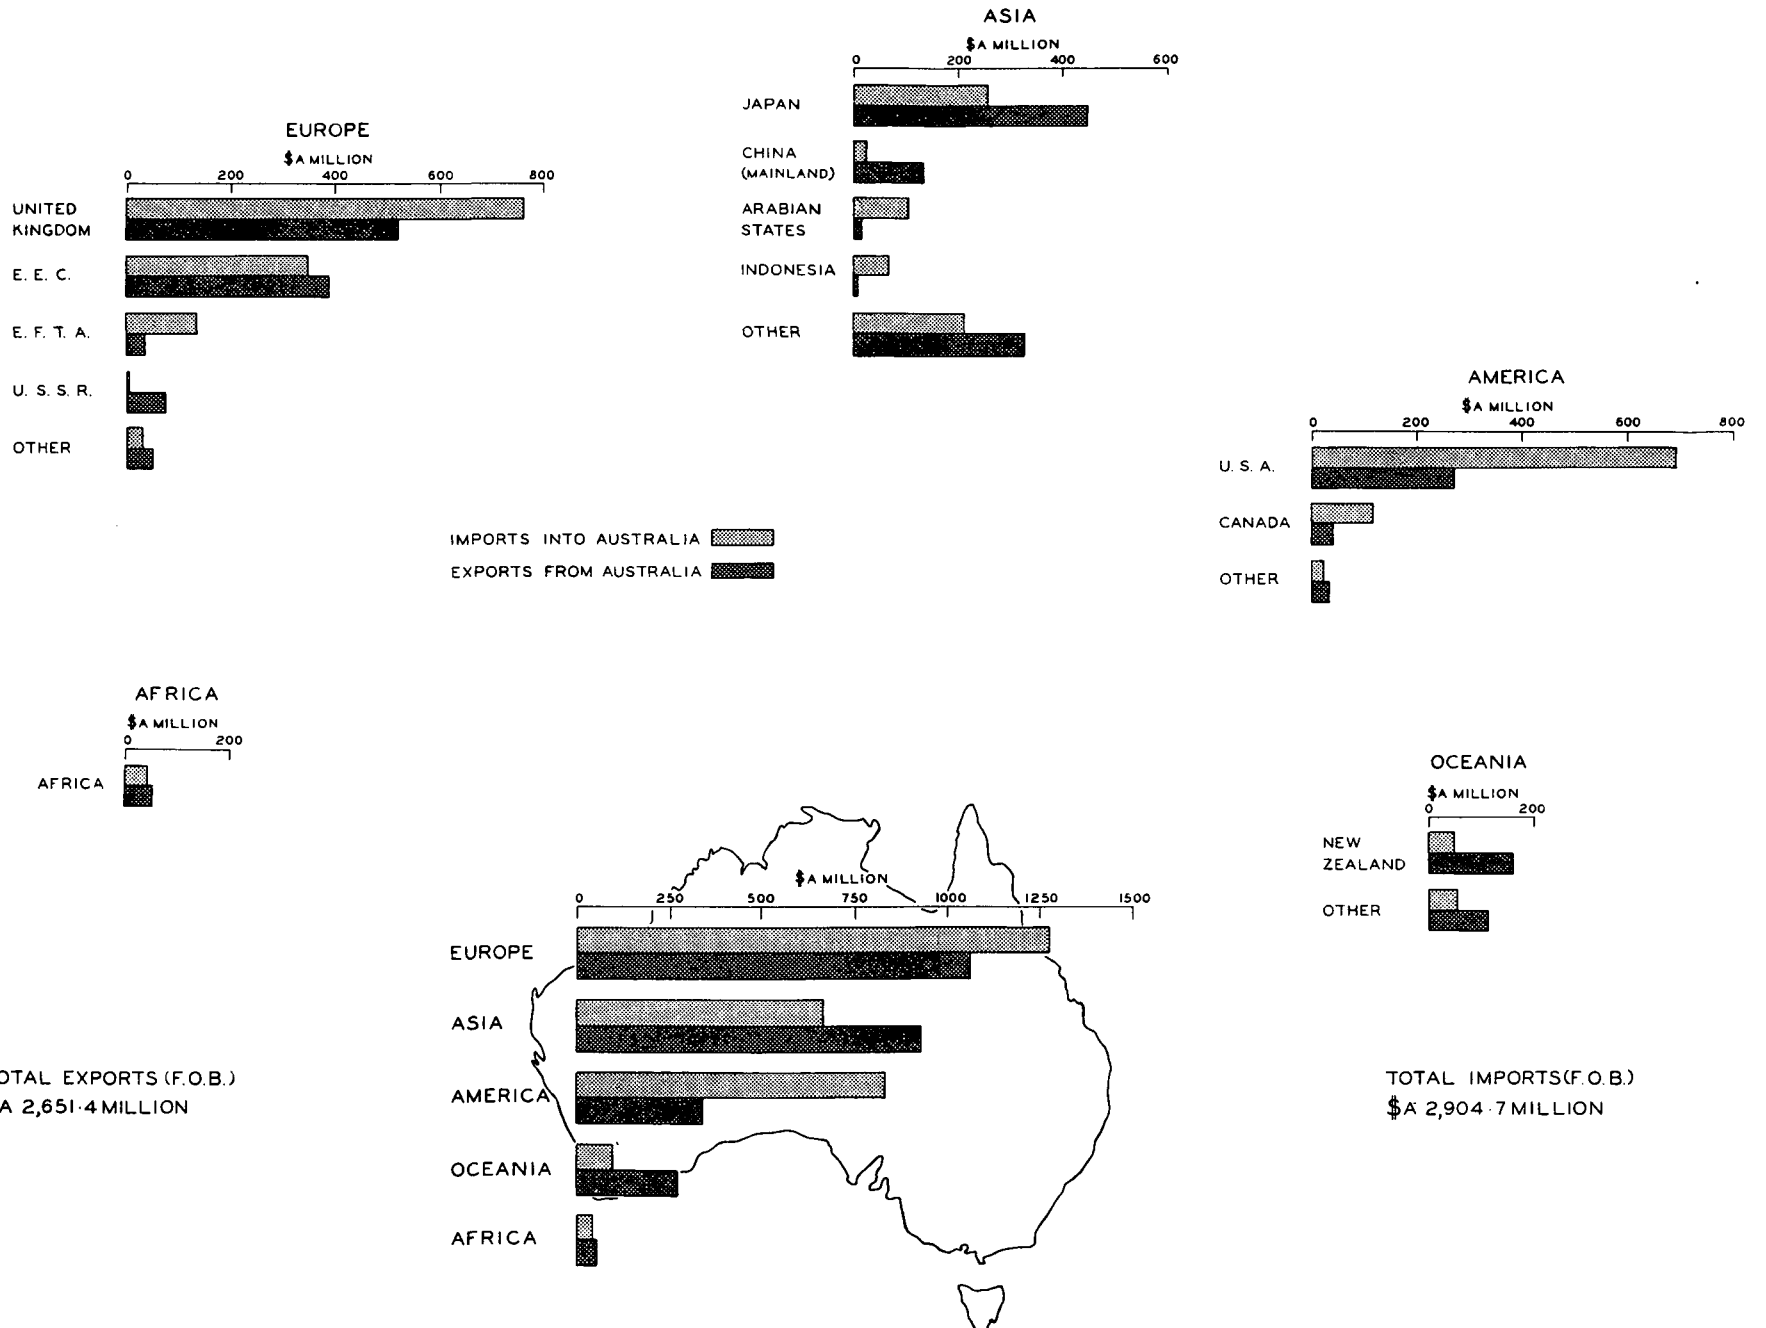 ASIA
$A MILLION
0 200 400 600
JAPAN
CHINA
(MAINLAND)
ARABIAN
STATES
INDONESIA
OTHER
EUROPE
$A MILLION
0 200 400 600 800
UNITED
KINGDOM
E. E. C.
E. F. T. A.
U. S. S. R.
OTHER
AMERICA
$A MILLION
0 200 400 600 800
U. S. A.
CANADA
OTHER
IMPORTS INTO AUSTRALIA
EXPORTS FROM AUSTRALIA
AFRICA
$A MILLION
0 200
AFRICA
OCEANIA
$A MILLION
0 200
NEW
ZEALAND
OTHER
$A MILLION
0 250 500 750 1000 1250 1500
EUROPE
ASIA
AMERICA
OCEANIA
AFRICA
OTAL EXPORTS (F.O.B.)
A 2,651·4 MILLION
TOTAL IMPORTS (F.O.B.)
$A 2,904·7 MILLION